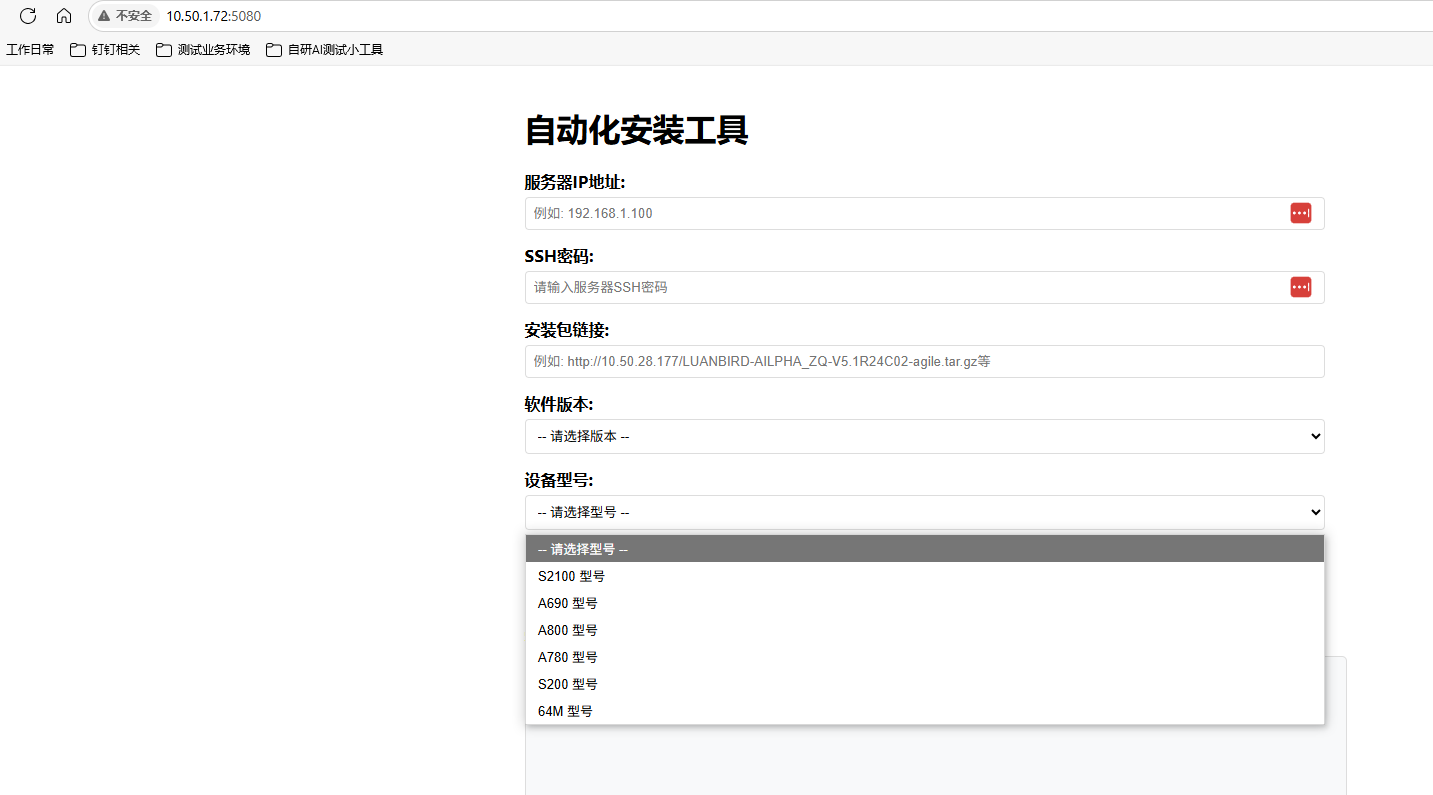 不安全 10.50.1.72:5080
工作日常 钉钉相关 测试业务环境 自研AI测试小工具
自动化安装工具
服务器IP地址:
例如: 192.168.1.100
SSH密码:
请输入服务器SSH密码
安装包链接:
例如: http://10.50.28.177/LUANBIRD-AILPHA_ZQ-V5.1R24C02-agile.tar.gz等
软件版本:
-- 请选择版本 --
设备型号:
-- 请选择型号 --
-- 请选择型号 --
S2100 型号
A690 型号
A800 型号
A780 型号
S200 型号
64M 型号